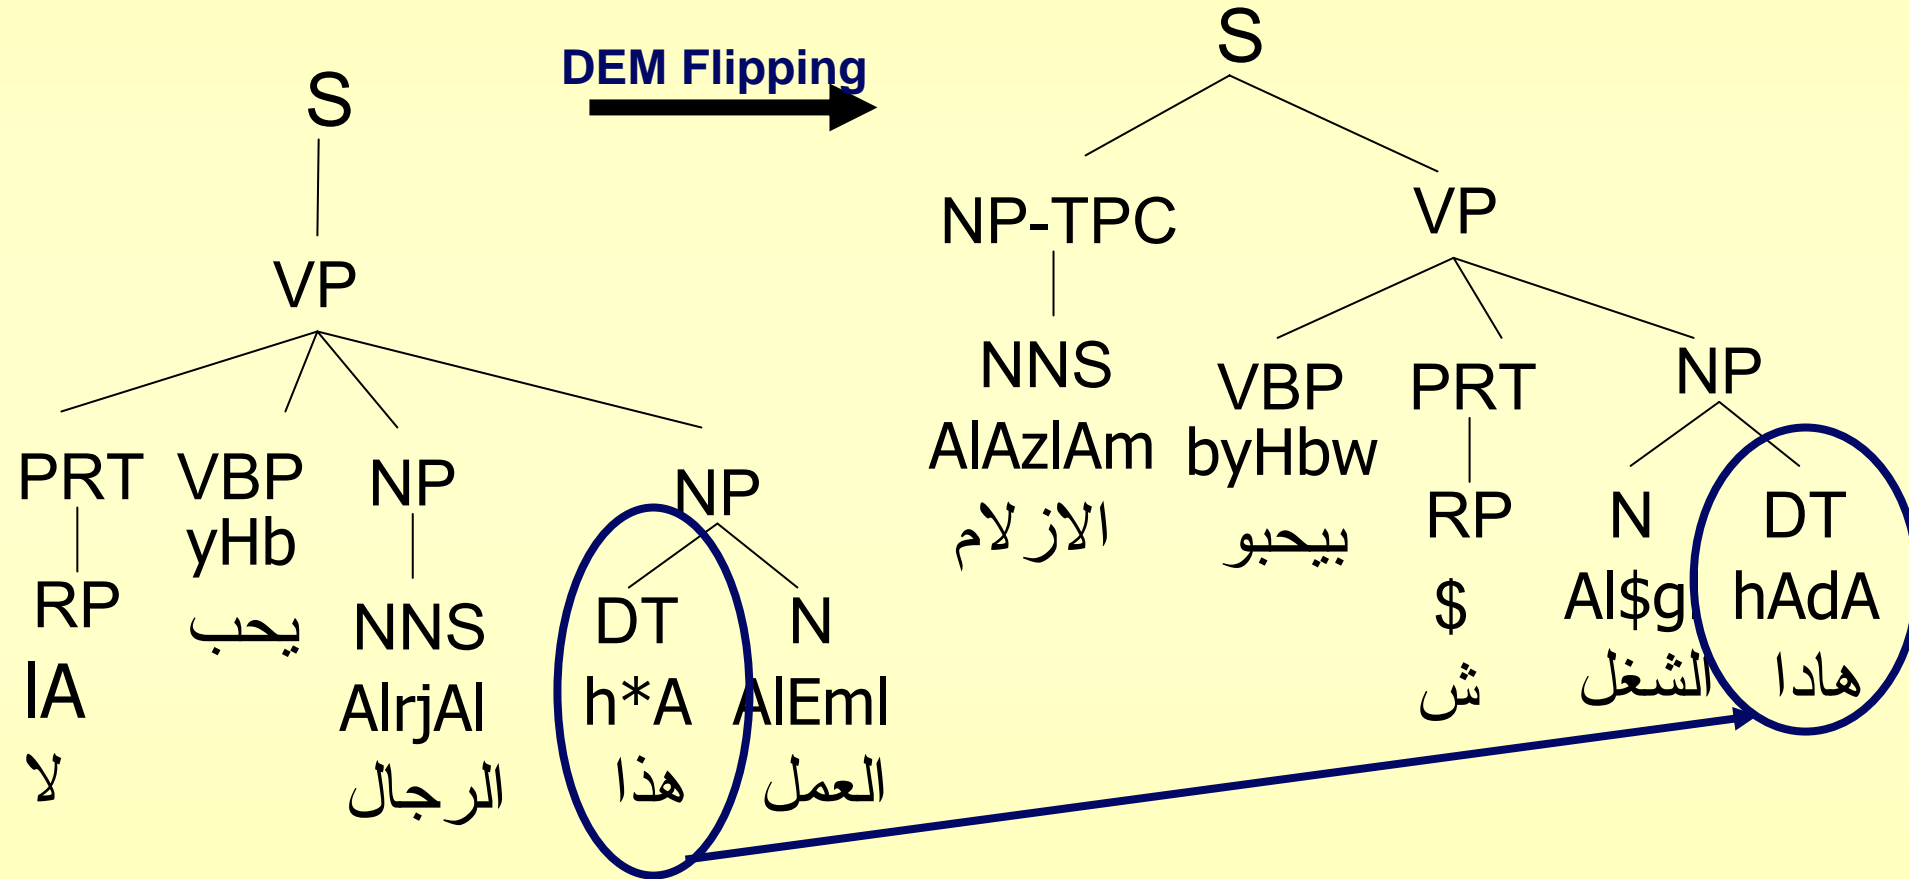 DEM Flipping
S
VP
PRT VBP NP NP
yHb
يحب
RP NNS DT N
lA AlrjAl h*A AlEml
لا الرجال هذا العمل
S
NP-TPC VP
NNS VBP PRT NP
AlAzlAm byHbw
الازلام بيحبو
RP N DT
$ Al$g hAdA
ش الشغل هادا